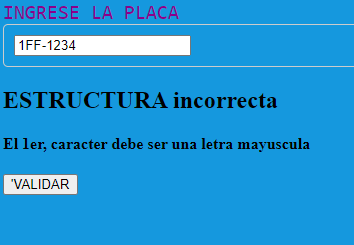 INGRESE LA PLACA
1FF-1234
ESTRUCTURA incorrecta
El 1er, caracter debe ser una letra mayuscula
'VALIDAR